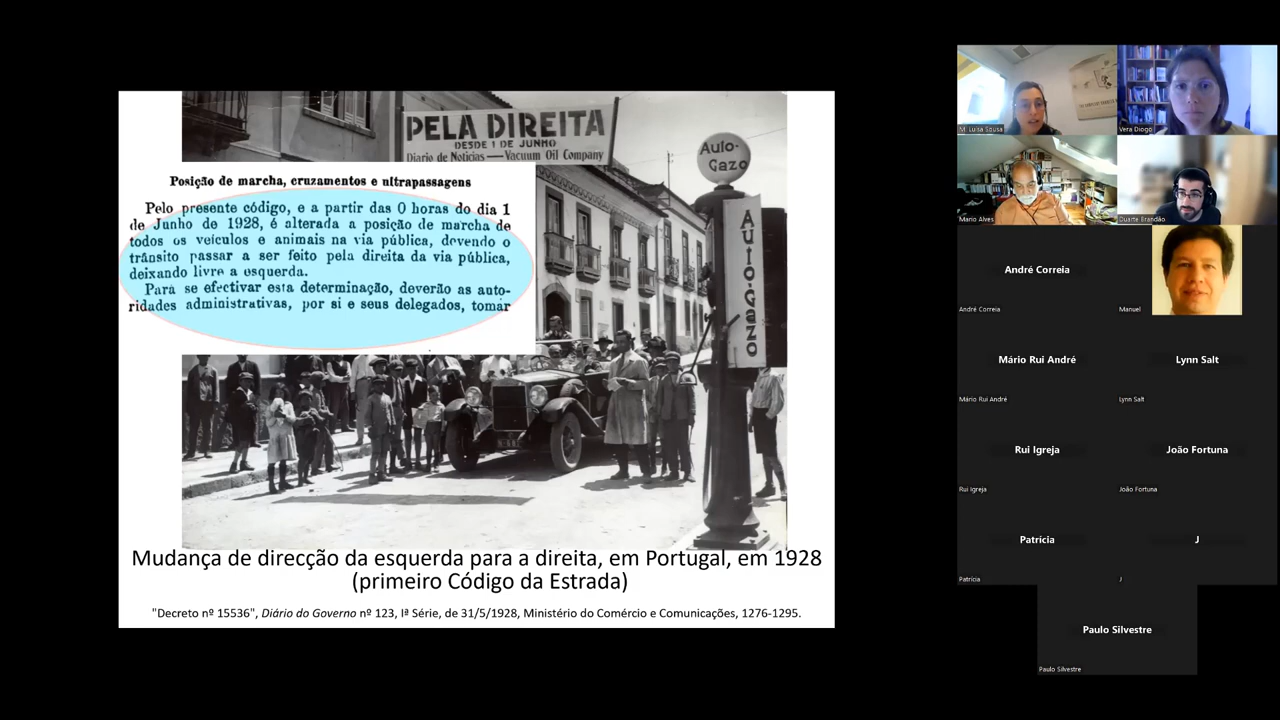 PELA DIREITA
DESDE 1 DE JUNHO
Diario de Noticias — Vacuum Oil Company
Auto-
Gazo
AUTO-GAZO
Posição de marcha, cruzamentos e ultrapassagens
Pelo presente código, e a partir das 0 horas do dia 1
de Junho de 1928, é alterada a posição de marcha de
todos os veículos e animais na via pública, devendo o
trânsito passar a ser feito pela direita da via pública,
deixando livre a esquerda.
Para se efectivar esta determinação, deverão as auto-
ridades administrativas, por si e seus delegados, tomar
Mudança de direcção da esquerda para a direita, em Portugal, em 1928
(primeiro Código da Estrada)
"Decreto nº 15536", Diário do Governo nº 123, Iª Série, de 31/5/1928, Ministério do Comércio e Comunicações, 1276-1295.
M. Luísa Sousa
Vera Diogo
Mario Alves
Duarte Brandão
André Correia
André Correia
Manuel
Mário Rui André
Lynn Salt
Mário Rui André
Lynn Salt
Rui Igreja
João Fortuna
Rui Igreja
João Fortuna
Patrícia
J
Patrícia
J
Paulo Silvestre
Paulo Silvestre